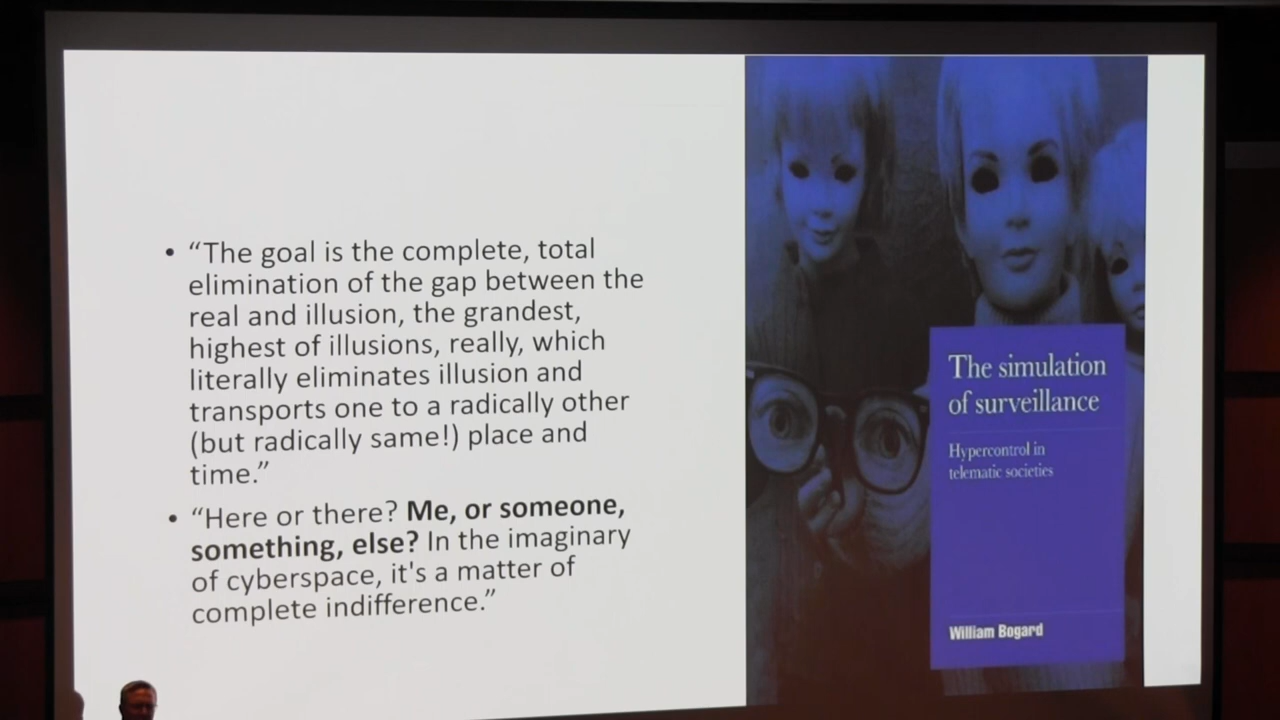 • “The goal is the complete, total
elimination of the gap between the
real and illusion, the grandest,
highest of illusions, really, which
literally eliminates illusion and
transports one to a radically other
(but radically same!) place and
time.”
• “Here or there? Me, or someone,
something, else? In the imaginary
of cyberspace, it's a matter of
complete indifference.”
The simulation
of surveillance
Hypercontrol in
telematic societies
William Bogard